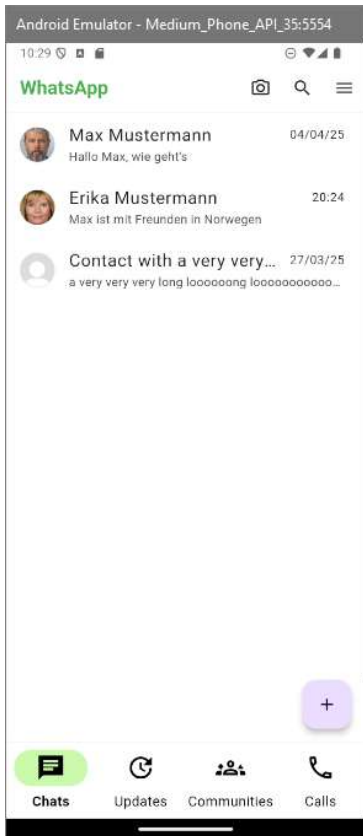 Android Emulator - Medium_Phone_API_35:5554
10:29
WhatsApp
Max Mustermann 04/04/25
Hallo Max, wie geht's
Erika Mustermann 20:24
Max ist mit Freunden in Norwegen
Contact with a very very... 27/03/25
a very very very long loooooong looooooooooo...
+
Chats Updates Communities Calls